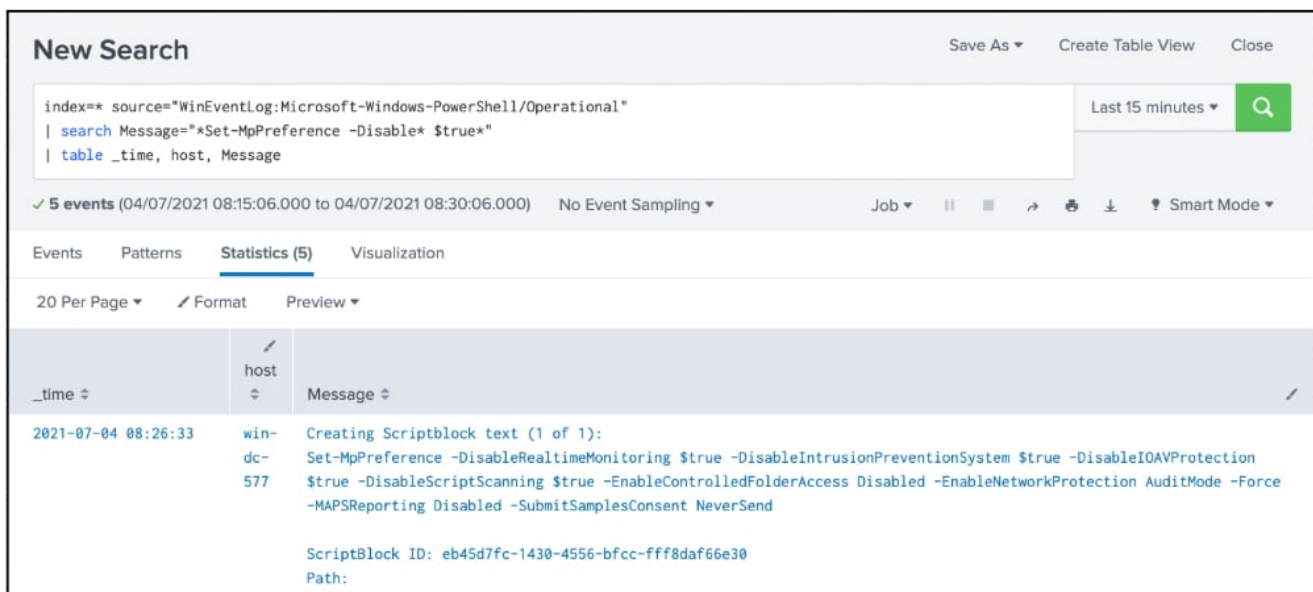 New Search
Save As Create Table View Close
index=* source="WinEventLog:Microsoft-Windows-PowerShell/Operational"
| search Message="*Set-MpPreference -Disable* $true*"
| table _time, host, Message
Last 15 minutes
✓ 5 events (04/07/2021 08:15:06.000 to 04/07/2021 08:30:06.000) No Event Sampling Job Smart Mode
Events Patterns Statistics (5) Visualization
20 Per Page Format Preview
_time host Message
2021-07-04 08:26:33 win-dc-577 Creating Scriptblock text (1 of 1):
Set-MpPreference -DisableRealtimeMonitoring $true -DisableIntrusionPreventionSystem $true -DisableIOAVProtection
$true -DisableScriptScanning $true -EnableControlledFolderAccess Disabled -EnableNetworkProtection AuditMode -Force
-MAPSReporting Disabled -SubmitSamplesConsent NeverSend
ScriptBlock ID: eb45d7fc-1430-4556-bfcc-fff8daf66e30
Path: